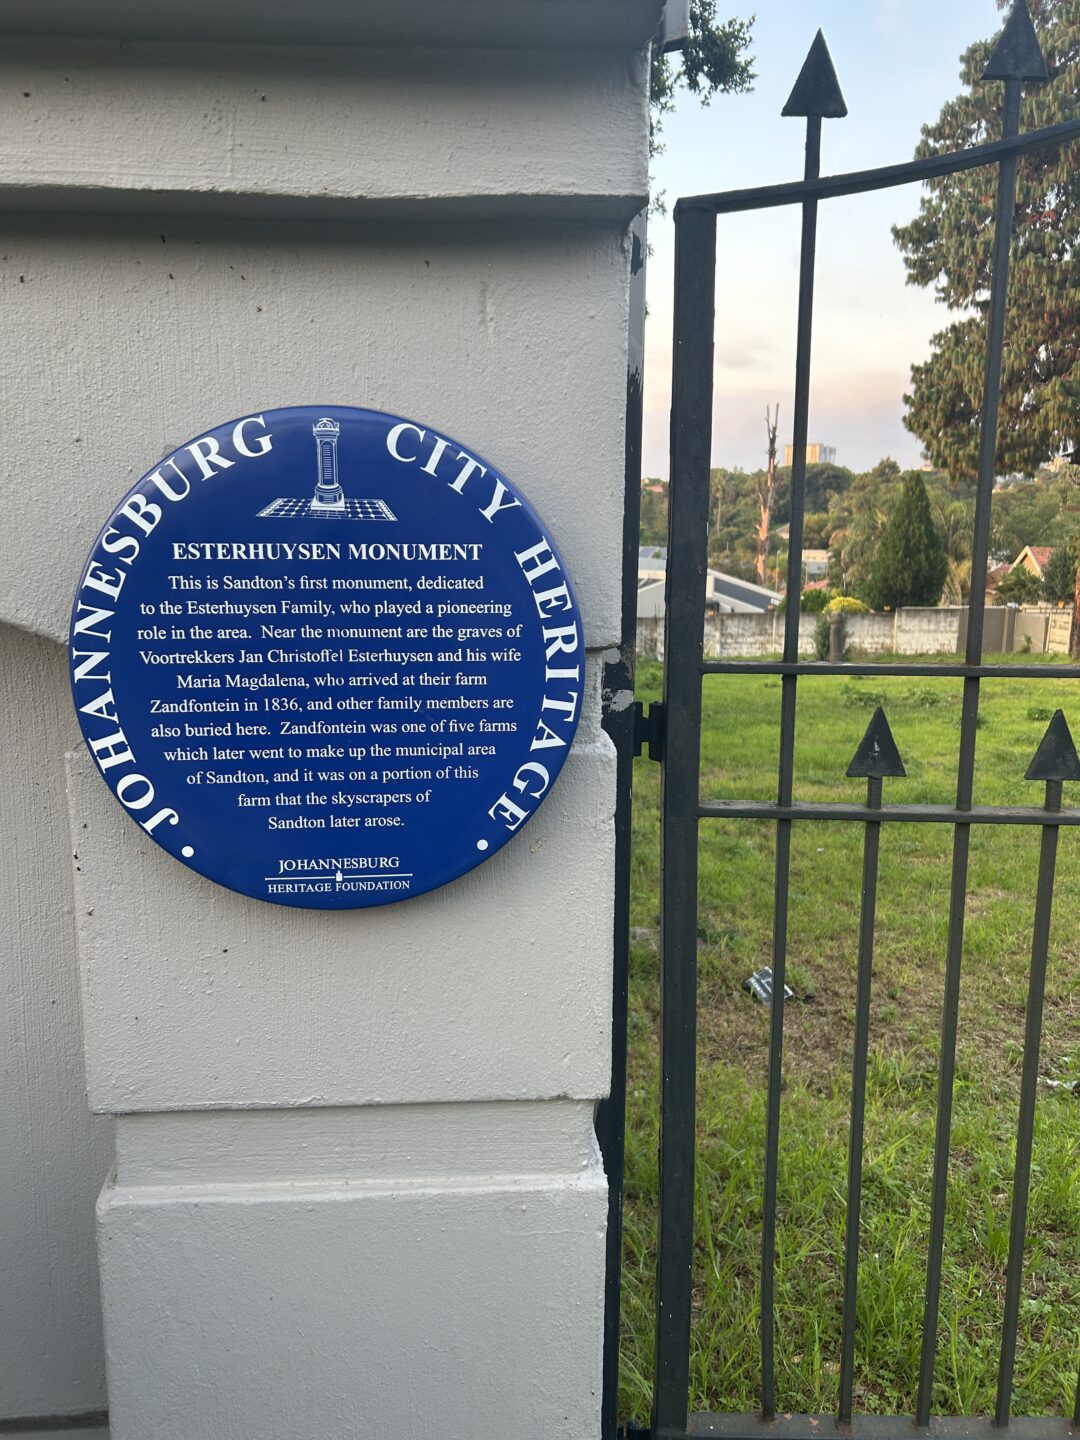 JOHANNESBURG CITY HERITAGE
ESTERHUYSEN MONUMENT
This is Sandton's first monument, dedicated
to the Esterhuysen Family, who played a pioneering
role in the area. Near the monument are the graves of
Voortrekkers Jan Christoffel Esterhuysen and his wife
Maria Magdalena, who arrived at their farm
Zandfontein in 1836, and other family members are
also buried here. Zandfontein was one of five farms
which later went to make up the municipal area
of Sandton, and it was on a portion of this
farm that the skyscrapers of
Sandton later arose.
JOHANNESBURG
HERITAGE FOUNDATION